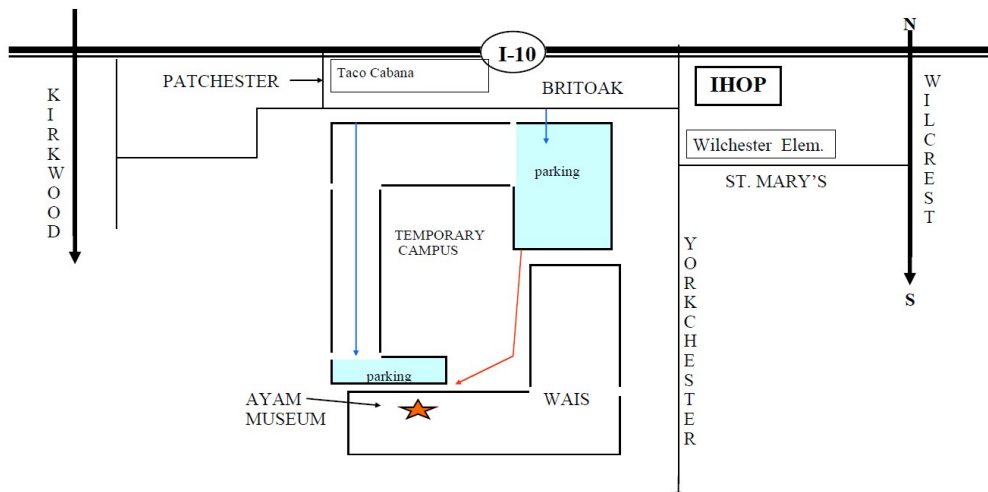 N
I-10
PATCHESTER
Taco Cabana
BRITOAK
IHOP
KIRKWOOD
WILCREST
Wilchester Elem.
ST. MARY'S
parking
TEMPORARY
CAMPUS
YORKCHESTER
S
parking
AYAM
MUSEUM
WAIS